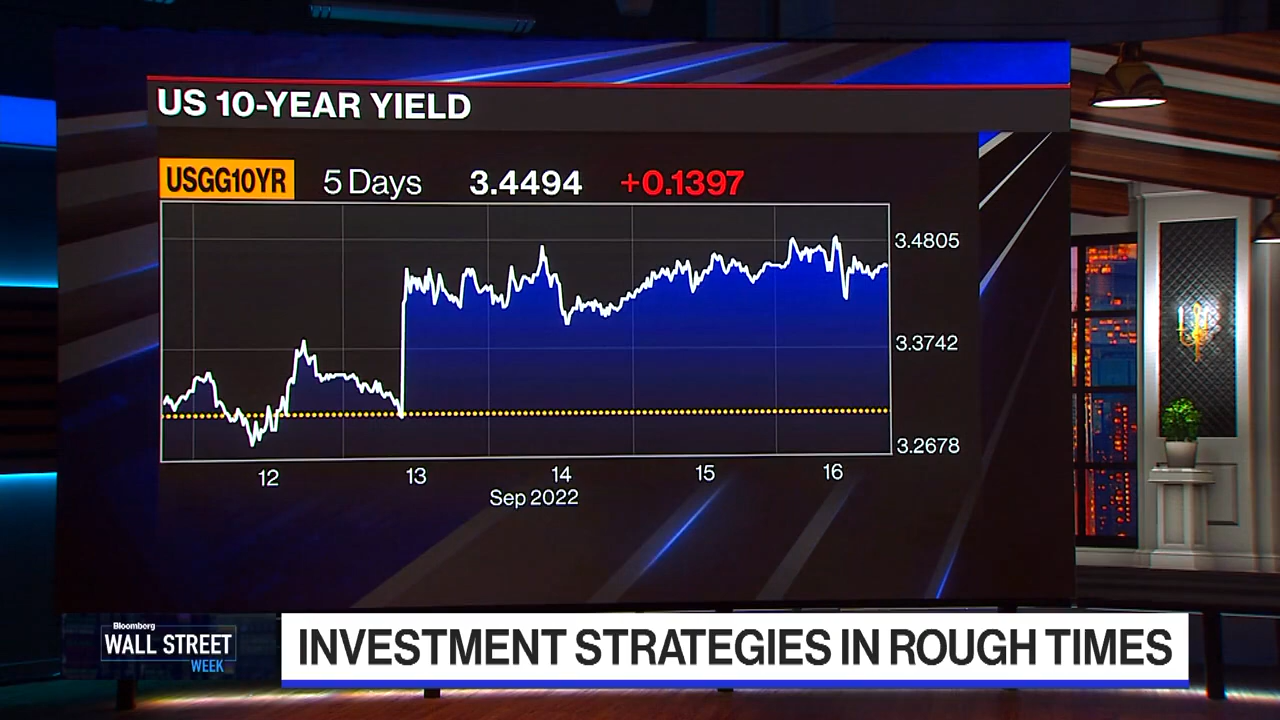 US 10-YEAR YIELD
USGG10YR 5 Days 3.4494 +0.1397
3.4805
3.3742
3.2678
12 13 14 15 16
Sep 2022
Bloomberg
WALL STREET
WEEK
INVESTMENT STRATEGIES IN ROUGH TIMES